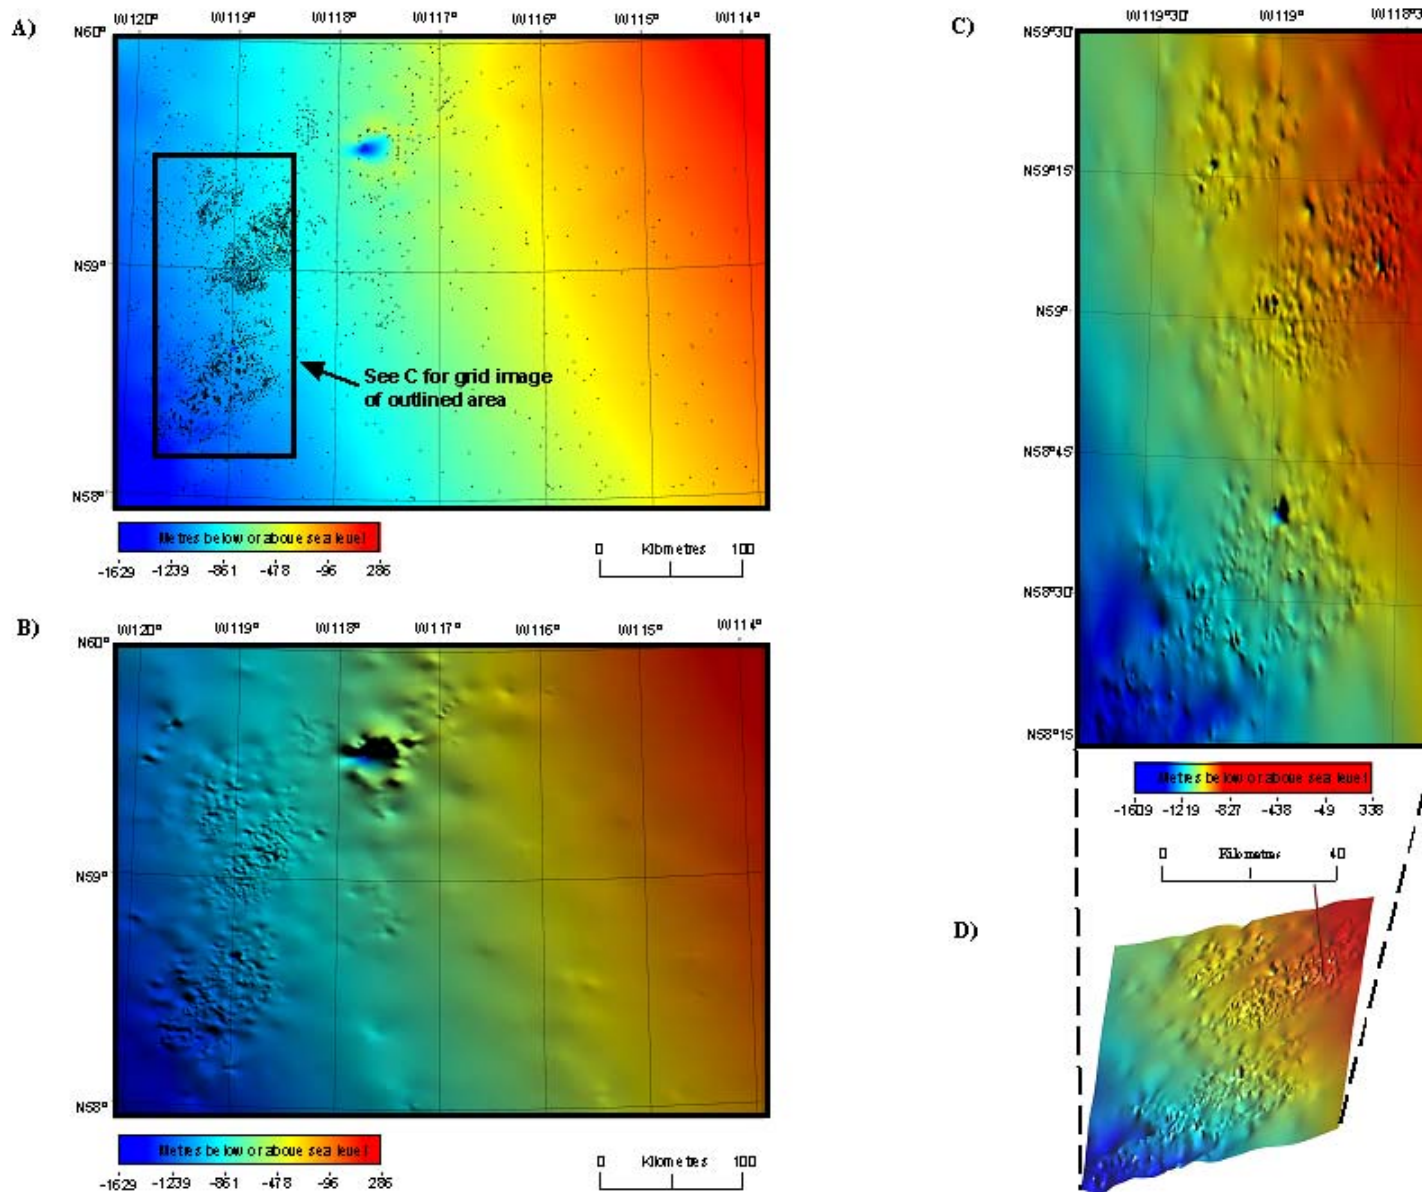 A)
W120° W119° W118° W117° W116° W115° W114°
N60°
N59°
N58°
See C for grid image
of outlined area
Metres below or above sea level
-1629 -1239 -861 -478 -96 286
0 Kilometres 100
B)
W120° W119° W118° W117° W116° W115° W114°
N60°
N59°
N58°
Metres below or above sea level
-1629 -1239 -861 -478 -96 286
0 Kilometres 100
C)
W119°30' W119° W118°3
N59°30'
N59°15'
N59°
N58°45'
N58°30'
N58°15'
Metres below or above sea level
-1609 -1219 -827 -438 -49 338
0 Kilometres 40
D)